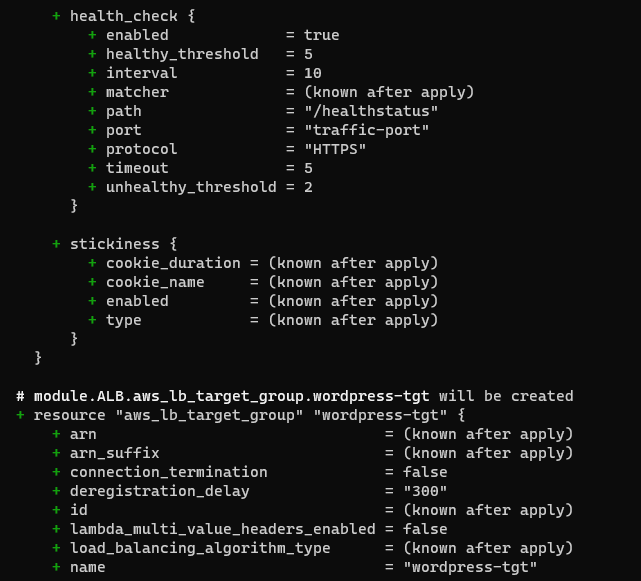 + health_check {
+ enabled = true
+ healthy_threshold = 5
+ interval = 10
+ matcher = (known after apply)
+ path = "/healthstatus"
+ port = "traffic-port"
+ protocol = "HTTPS"
+ timeout = 5
+ unhealthy_threshold = 2
}
+ stickiness {
+ cookie_duration = (known after apply)
+ cookie_name = (known after apply)
+ enabled = (known after apply)
+ type = (known after apply)
}
}
# module.ALB.aws_lb_target_group.wordpress-tgt will be created
+ resource "aws_lb_target_group" "wordpress-tgt" {
+ arn = (known after apply)
+ arn_suffix = (known after apply)
+ connection_termination = false
+ deregistration_delay = "300"
+ id = (known after apply)
+ lambda_multi_value_headers_enabled = false
+ load_balancing_algorithm_type = (known after apply)
+ name = "wordpress-tgt"